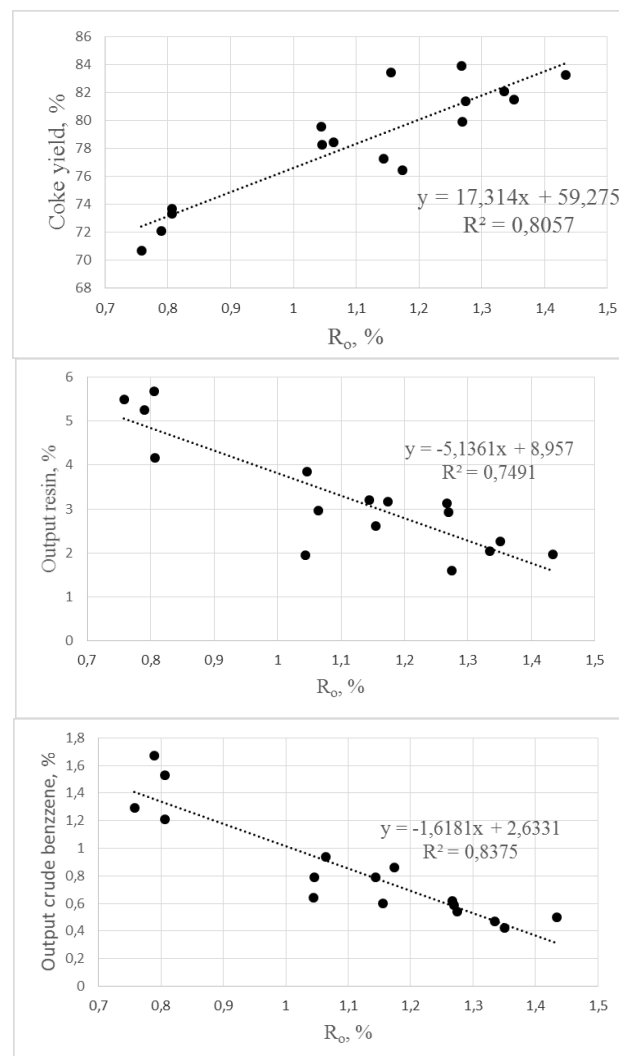 86
84
82
80
78
76
74
72
70
68
Coke yield, %
y = 17,314x + 59,275
R² = 0,8057
0,7 0,8 0,9 1 1,1 1,2 1,3 1,4 1,5
Rₒ, %
6
5
4
3
2
1
0
Output resin, %
y = -5,1361x + 8,957
R² = 0,7491
0,7 0,8 0,9 1 1,1 1,2 1,3 1,4 1,5
Rₒ, %
1,8
1,6
1,4
1,2
1
0,8
0,6
0,4
0,2
0
Output crude benzzene, %
y = -1,6181x + 2,6331
R² = 0,8375
0,7 0,8 0,9 1 1,1 1,2 1,3 1,4 1,5
Rₒ, %